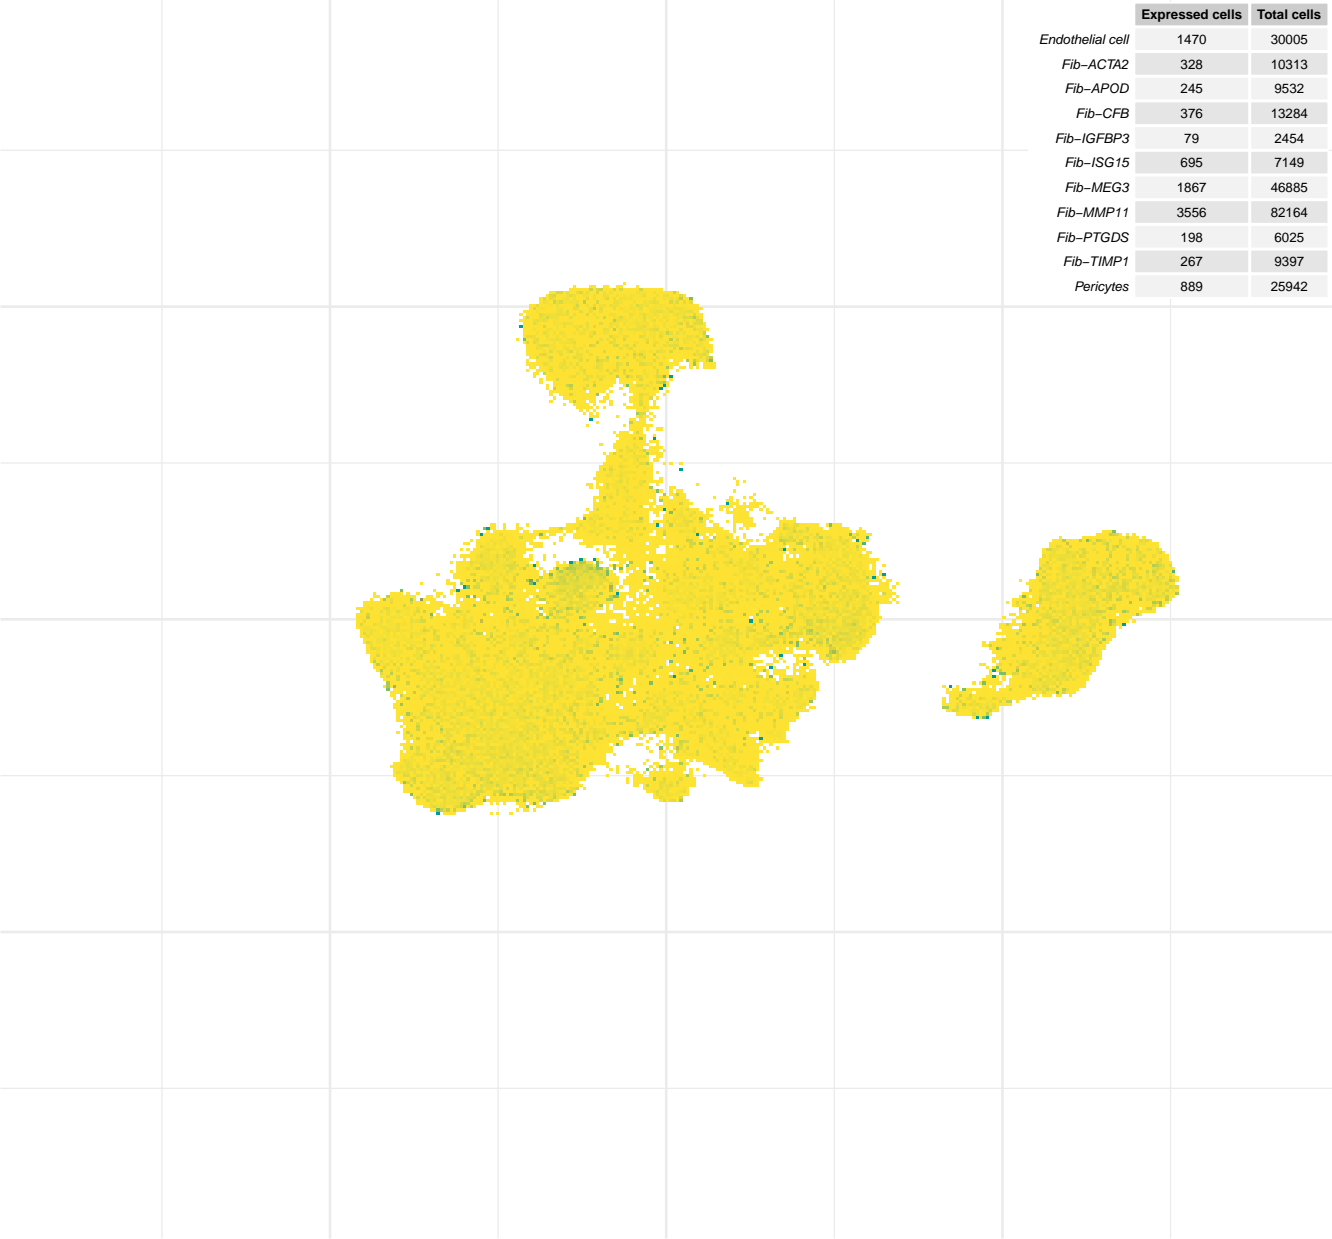 Expressed cells Total cells
Endothelial cell 1470 30005
Fib−ACTA2 328 10313
Fib−APOD 245 9532
Fib−CFB 376 13284
Fib−IGFBP3 79 2454
Fib−ISG15 695 7149
Fib−MEG3 1867 46885
Fib−MMP11 3556 82164
Fib−PTGDS 198 6025
Fib−TIMP1 267 9397
Pericytes 889 25942